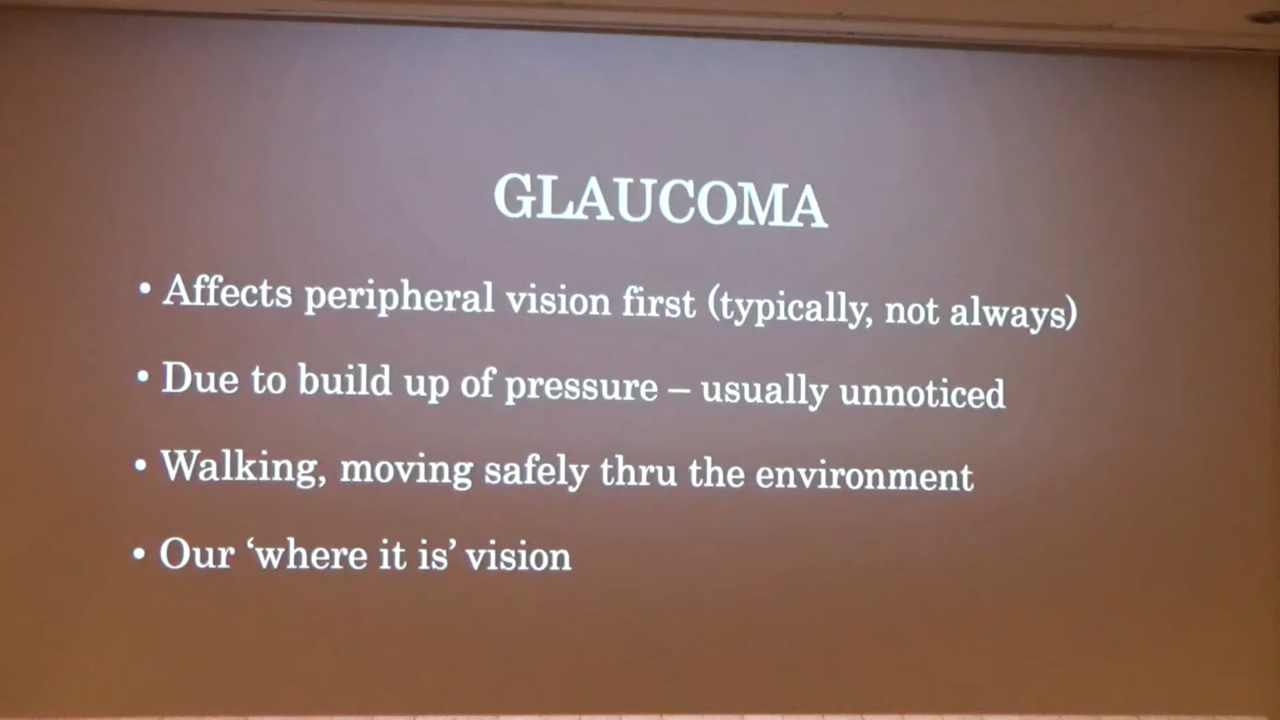 GLAUCOMA
• Affects peripheral vision first (typically, not always)
• Due to build up of pressure – usually unnoticed
• Walking, moving safely thru the environment
• Our ‘where it is’ vision